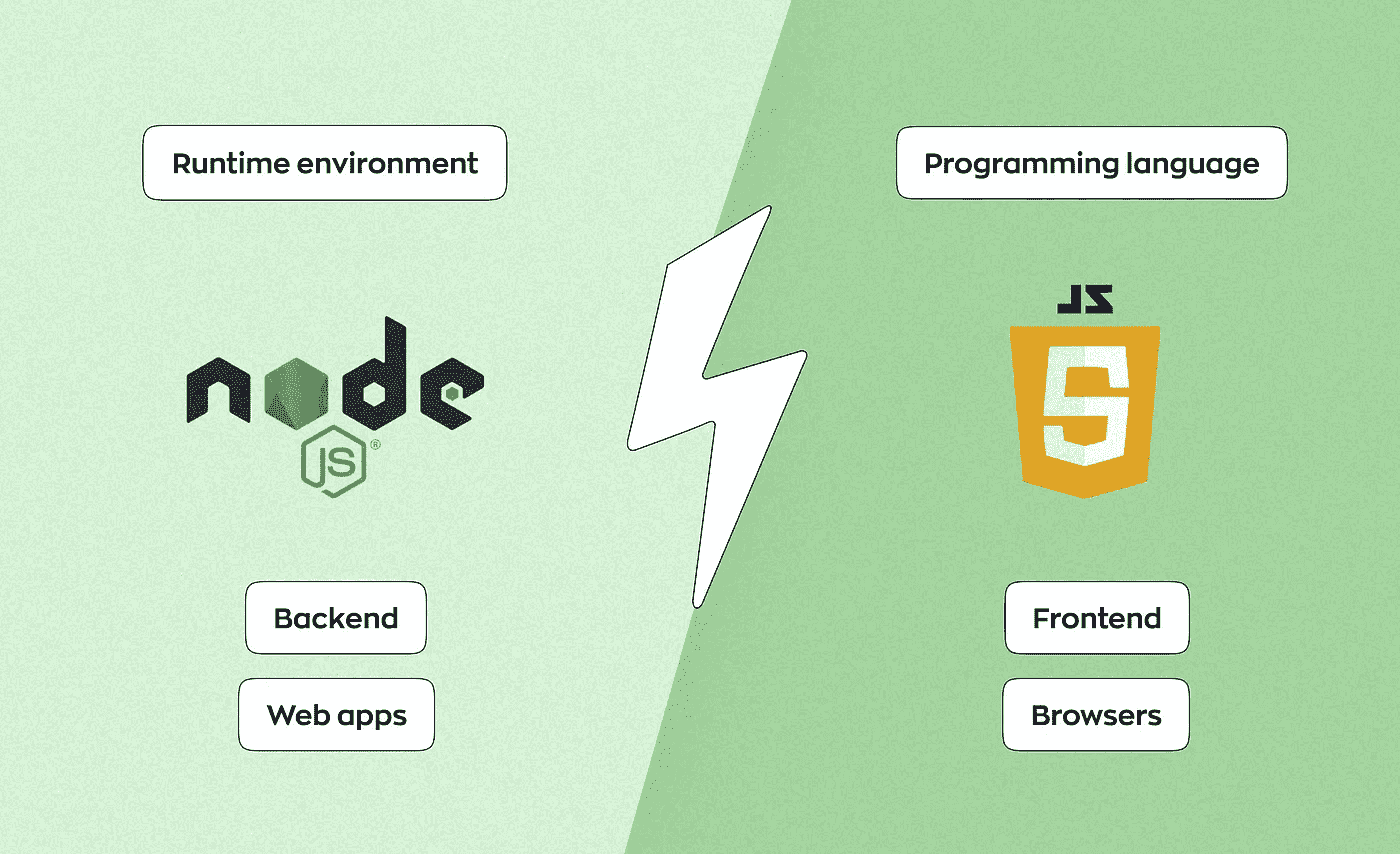 Runtime environment
node
JS®
Backend
Web apps
Programming language
JS
Frontend
Browsers